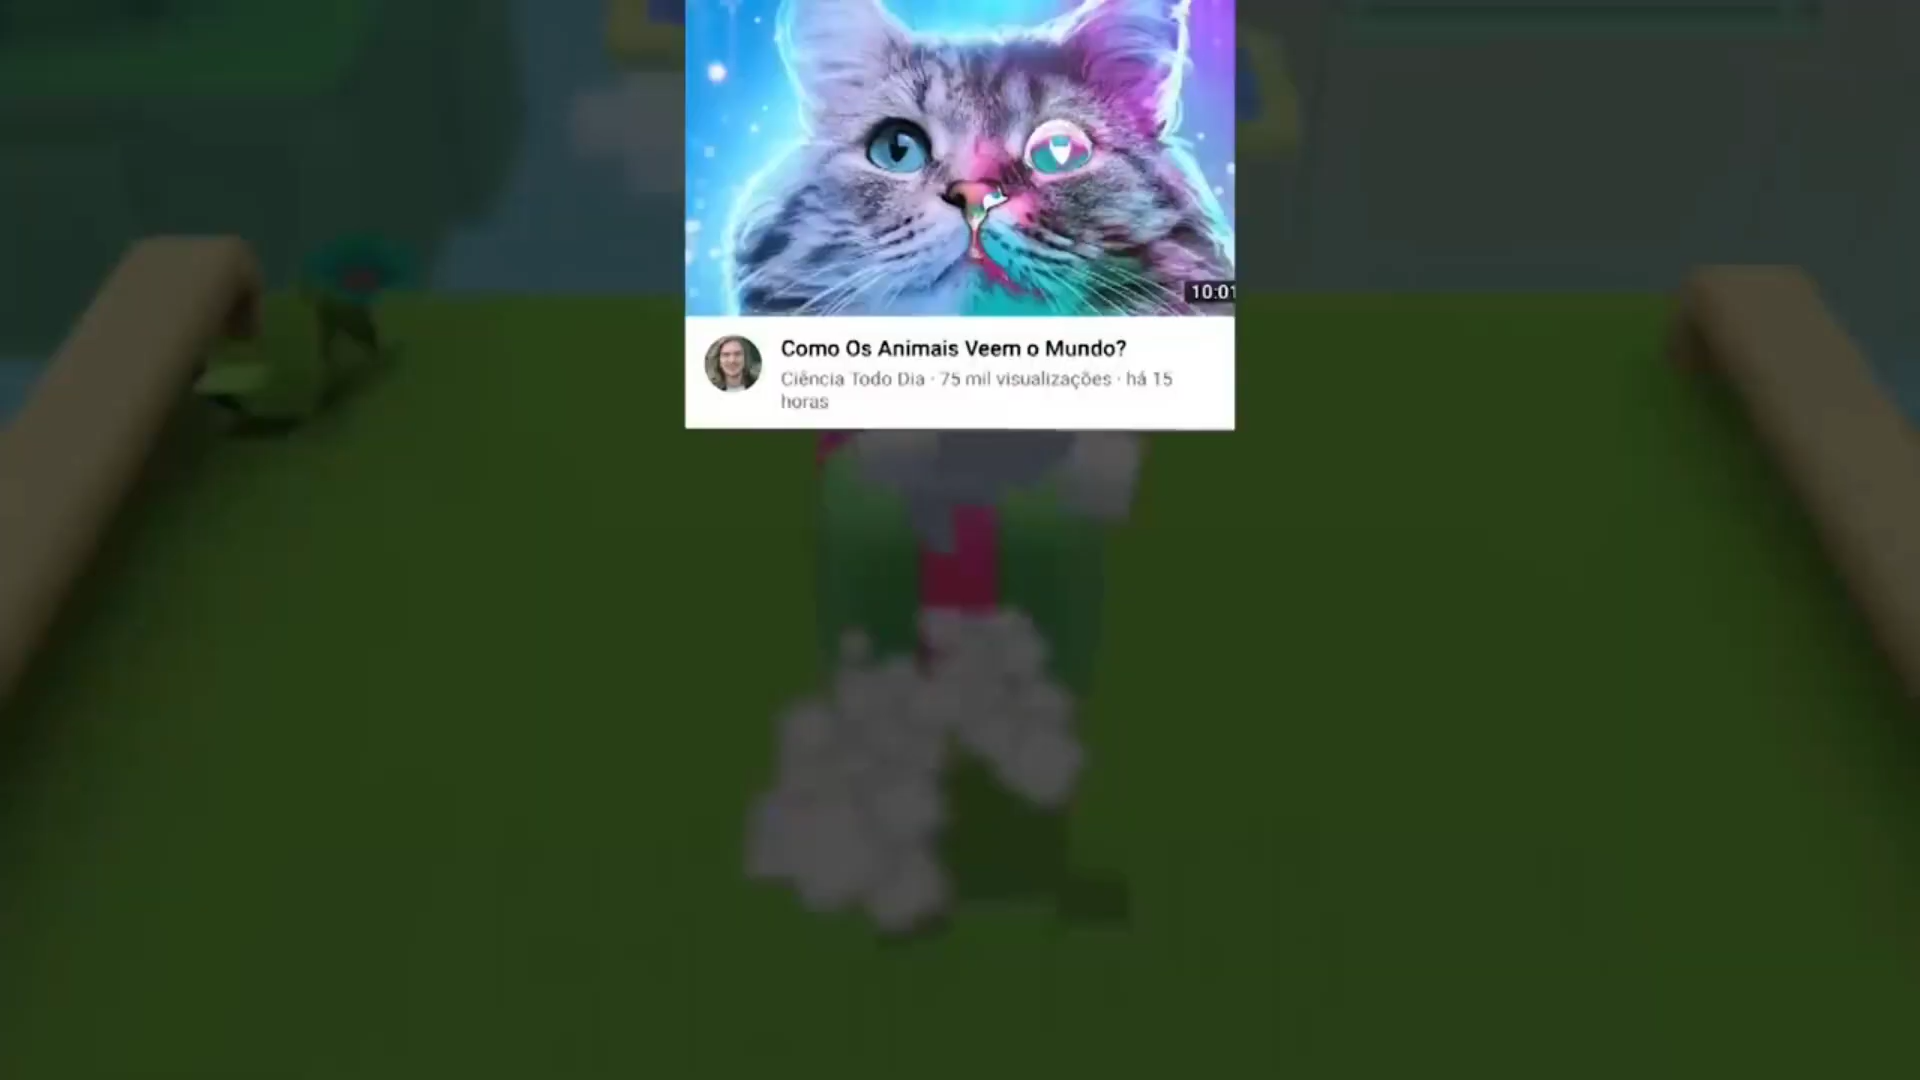 10:01
Como Os Animais Veem o Mundo?
Ciência Todo Dia · 75 mil visualizações · há 15
horas